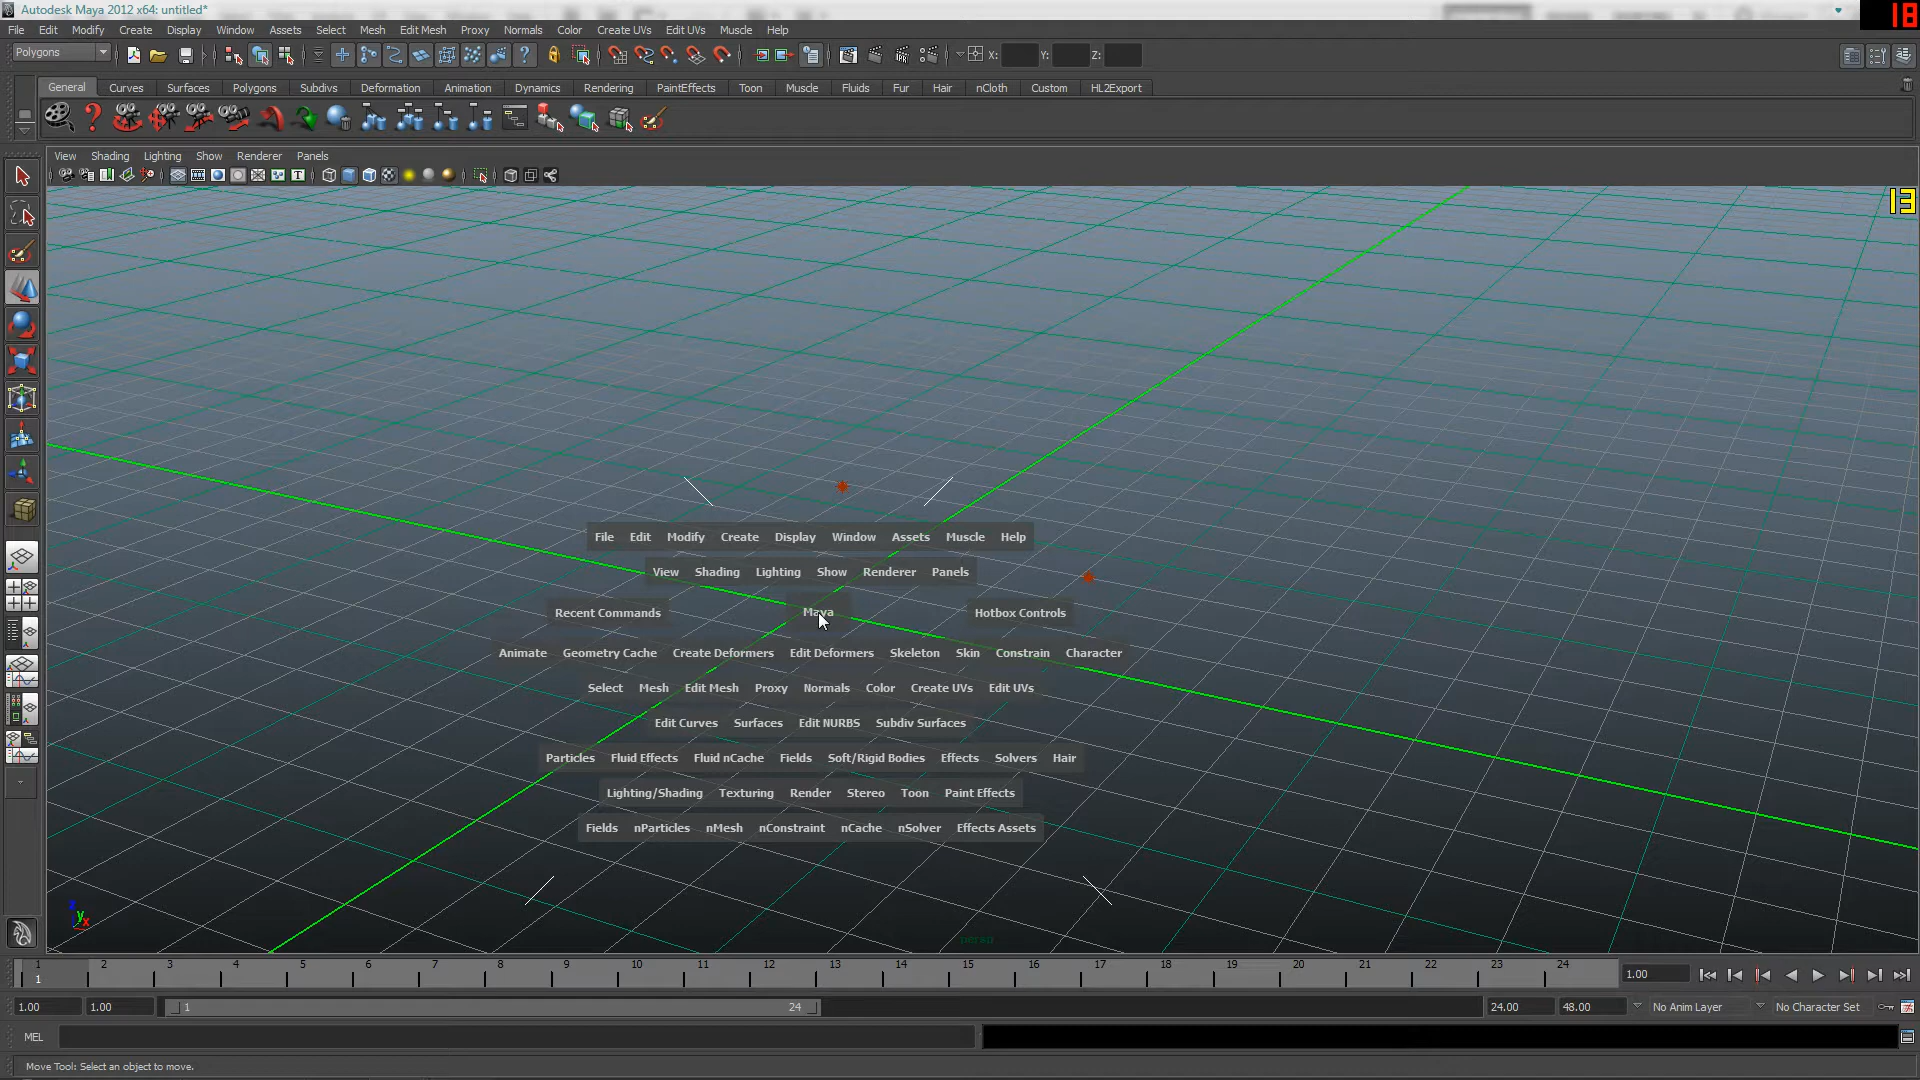 Autodesk Maya 2012 x64: untitled*
18
File Edit Modify Create Display Window Assets Select Mesh Edit Mesh Proxy Normals Color Create UVs Edit UVs Muscle Help
Polygons X: Y: Z:
General Curves Surfaces Polygons Subdivs Deformation Animation Dynamics Rendering PaintEffects Toon Muscle Fluids Fur Hair nCloth Custom HL2Export
View Shading Lighting Show Renderer Panels
13
File Edit Modify Create Display Window Assets Muscle Help
View Shading Lighting Show Renderer Panels
Recent Commands Maya Hotbox Controls
Animate Geometry Cache Create Deformers Edit Deformers Skeleton Skin Constrain Character
Select Mesh Edit Mesh Proxy Normals Color Create UVs Edit UVs
Edit Curves Surfaces Edit NURBS Subdiv Surfaces
Particles Fluid Effects Fluid nCache Fields Soft/Rigid Bodies Effects Solvers Hair
Lighting/Shading Texturing Render Stereo Toon Paint Effects
Fields nParticles nMesh nConstraint nCache nSolver Effects Assets
z y x
persp
1 2 3 4 5 6 7 8 9 10 11 12 13 14 15 16 17 18 19 20 21 22 23 24
1 1.00
1.00 1.00 1 24 24.00 48.00 No Anim Layer No Character Set
MEL
Move Tool: Select an object to move.